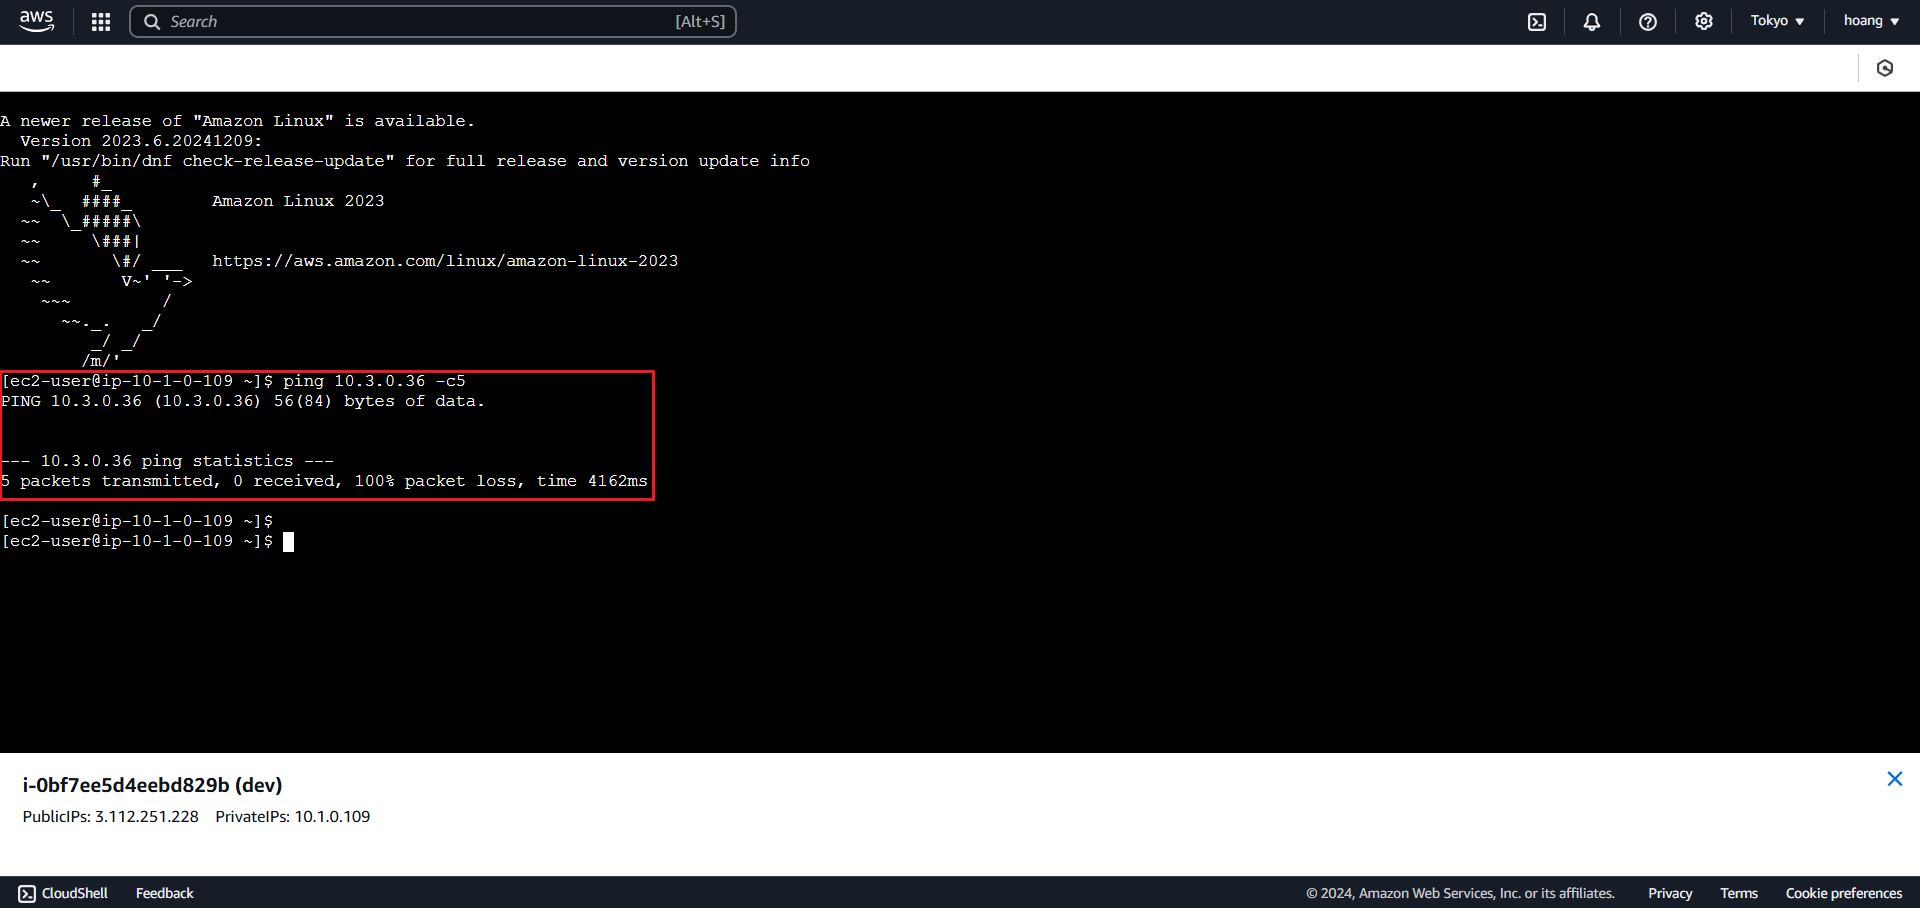 aws
Search [Alt+S]
Tokyo ▼
hoang ▼
A newer release of "Amazon Linux" is available.
  Version 2023.6.20241209:
Run "/usr/bin/dnf check-release-update" for full release and version update info
   ,     #_
   ~\_  ####_        Amazon Linux 2023
  ~~  \_#####\
  ~~     \###|
  ~~       \#/ ___   https://aws.amazon.com/linux/amazon-linux-2023
   ~~       V~' '->
    ~~~         /
      ~~._.   _/
         _/ _/
        /m/'
[ec2-user@ip-10-1-0-109 ~]$ ping 10.3.0.36 -c5
PING 10.3.0.36 (10.3.0.36) 56(84) bytes of data.
--- 10.3.0.36 ping statistics ---
5 packets transmitted, 0 received, 100% packet loss, time 4162ms
[ec2-user@ip-10-1-0-109 ~]$
[ec2-user@ip-10-1-0-109 ~]$
i-0bf7ee5d4eebd829b (dev)
PublicIPs: 3.112.251.228 PrivateIPs: 10.1.0.109
CloudShell Feedback © 2024, Amazon Web Services, Inc. or its affiliates. Privacy Terms Cookie preferences